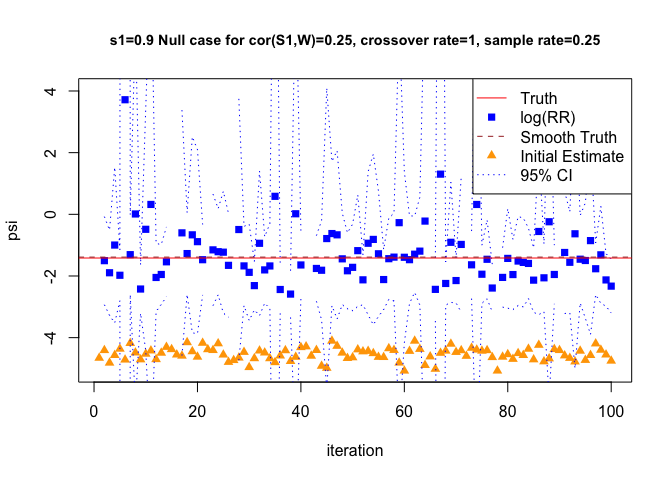 s1=0.9 Null case for cor(S1,W)=0.25, crossover rate=1, sample rate=0.25
Truth
log(RR)
Smooth Truth
Initial Estimate
95% CI
psi
4
2
0
-2
-4
0
20
40
60
80
100
iteration